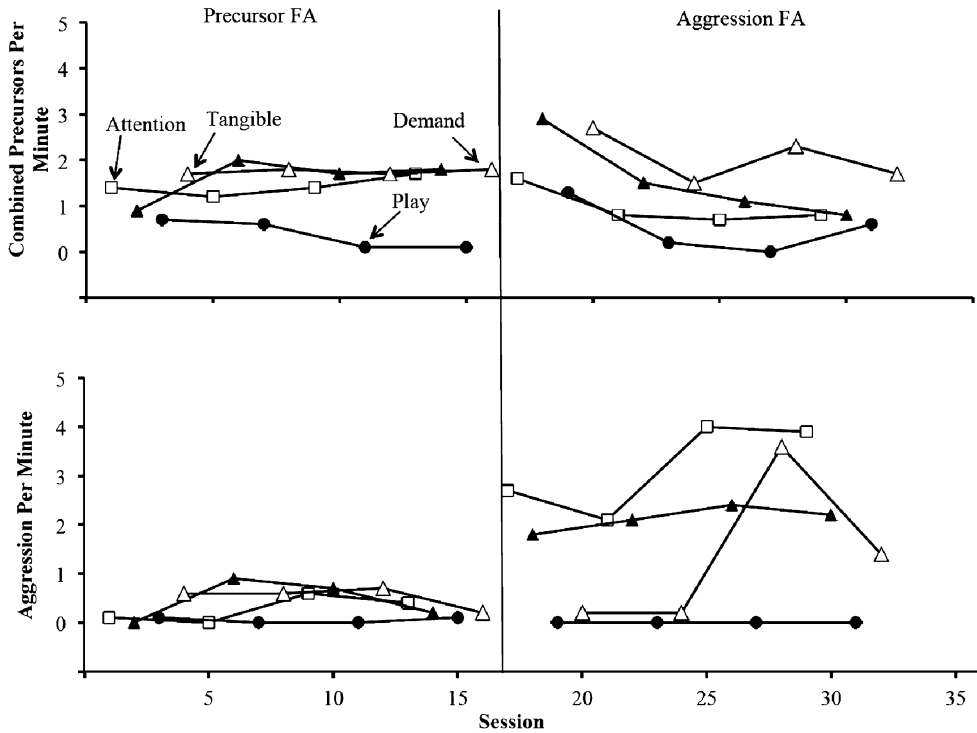 Precursor FA
Aggression FA
Combined Precursors Per
Minute
5
4
3
2
1
0
Attention
Tangible
Demand
Play
Aggression Per Minute
5
4
3
2
1
0
5
10
15
20
25
30
35
Session